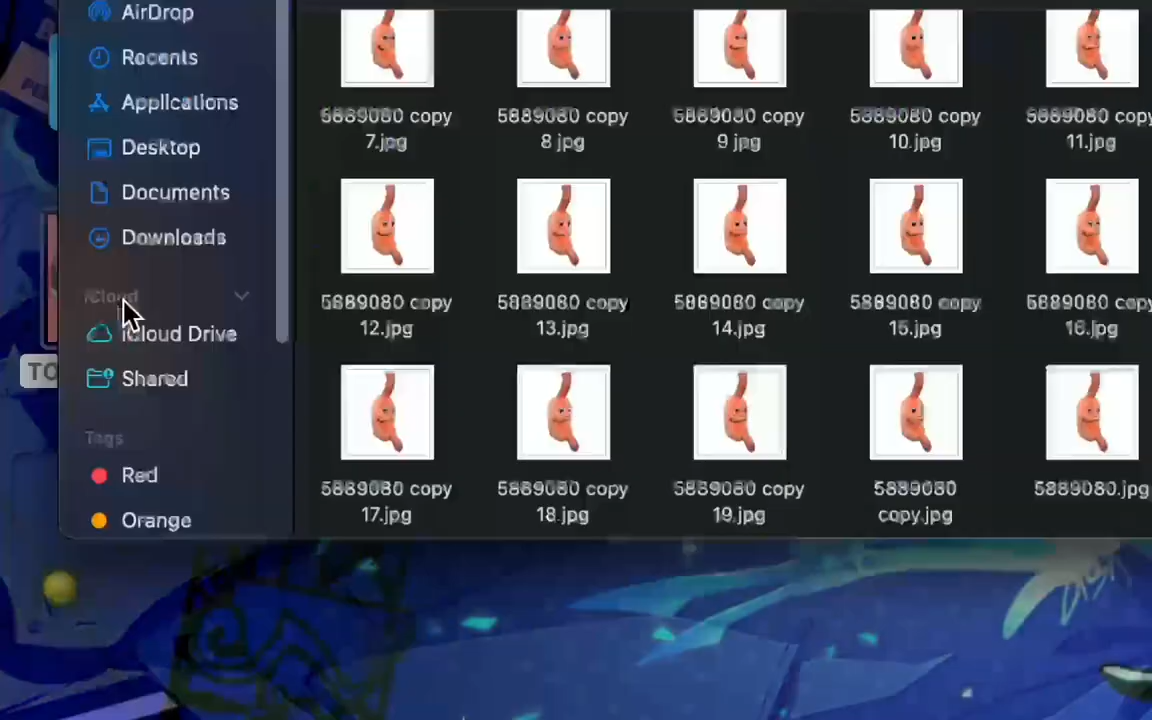 AirDrop
Recents
Applications
Desktop
Documents
Downloads
iCloud
iCloud Drive
Shared
Tags
Red
Orange
TO
5889080 copy
7.jpg
5889080 copy
8.jpg
5889080 copy
9.jpg
5889080 copy
10.jpg
5889080 copy
11.jpg
5889080 copy
12.jpg
5889080 copy
13.jpg
5889080 copy
14.jpg
5889080 copy
15.jpg
5889080 copy
16.jpg
5889080 copy
17.jpg
5889080 copy
18.jpg
5889080 copy
19.jpg
5889080
copy.jpg
5889080.jpg